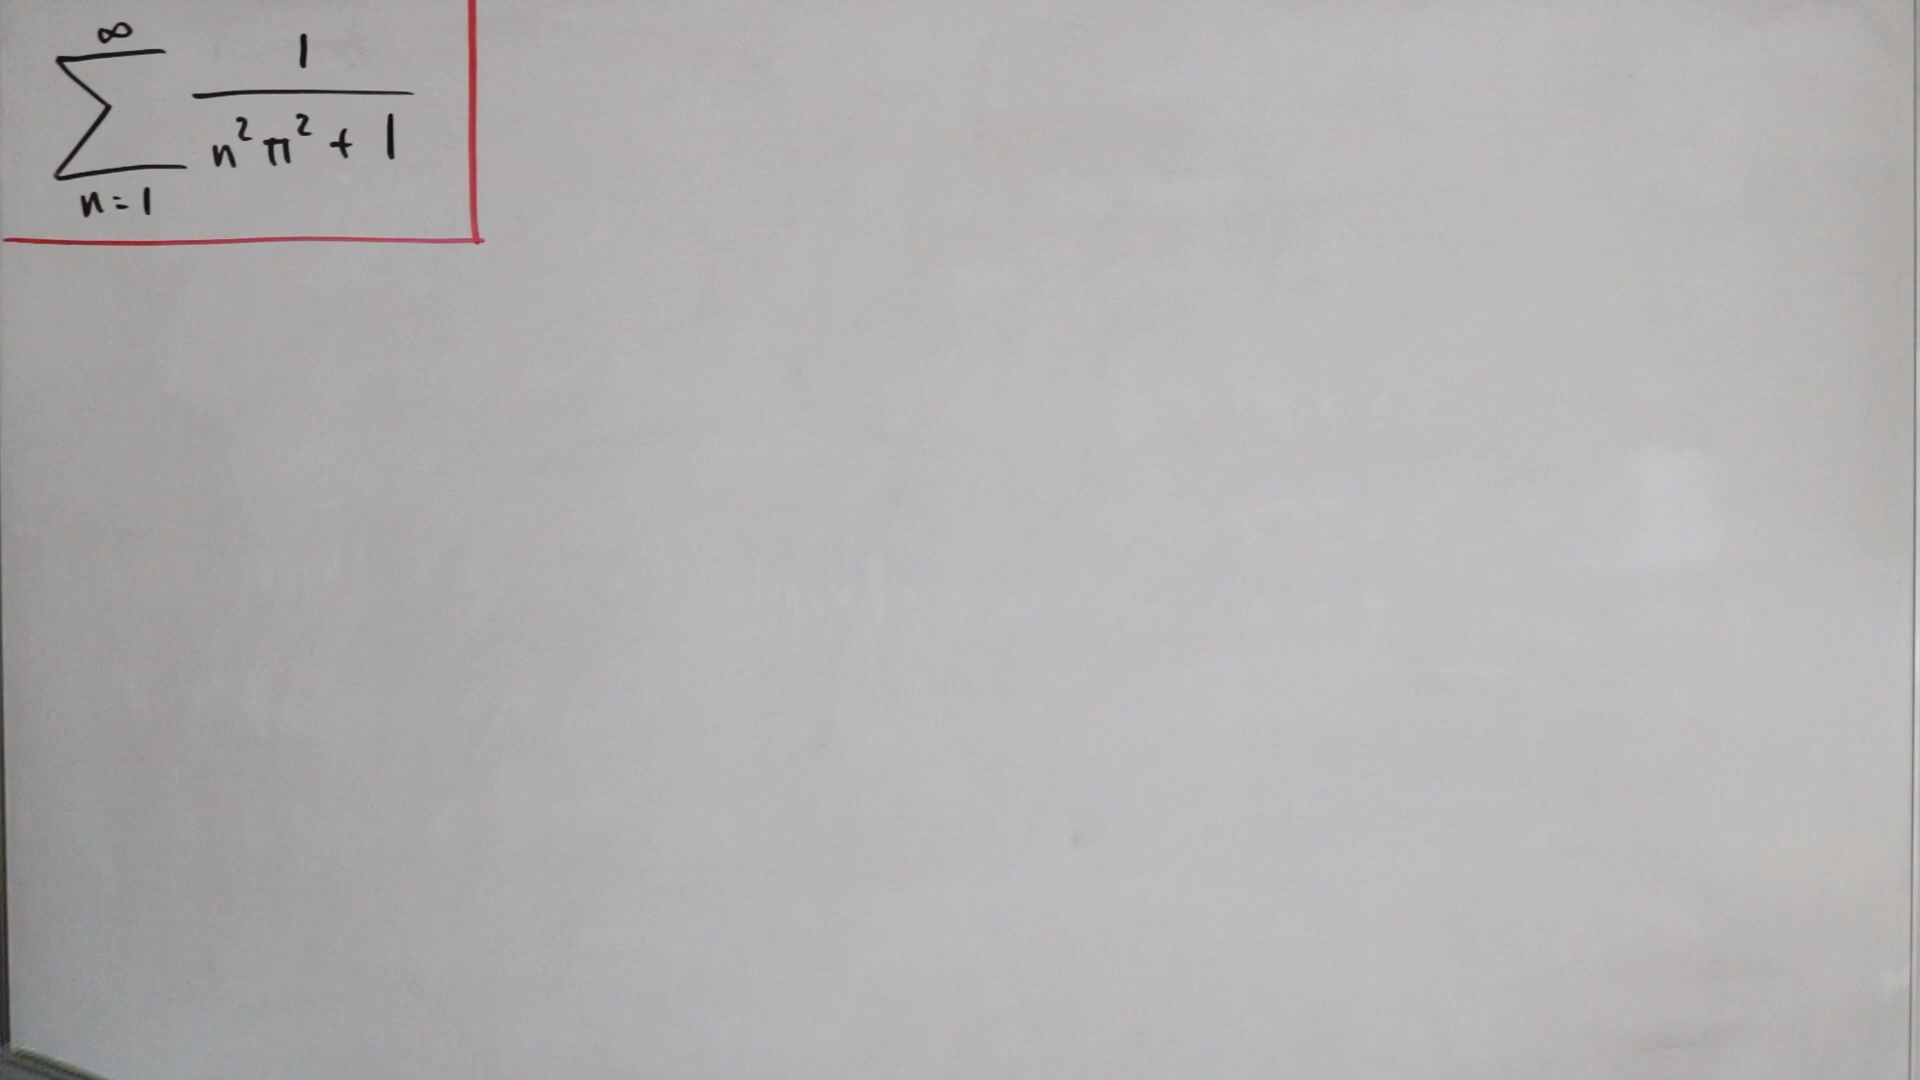 ∞
∑ 1/(n²π² + 1)
n=1